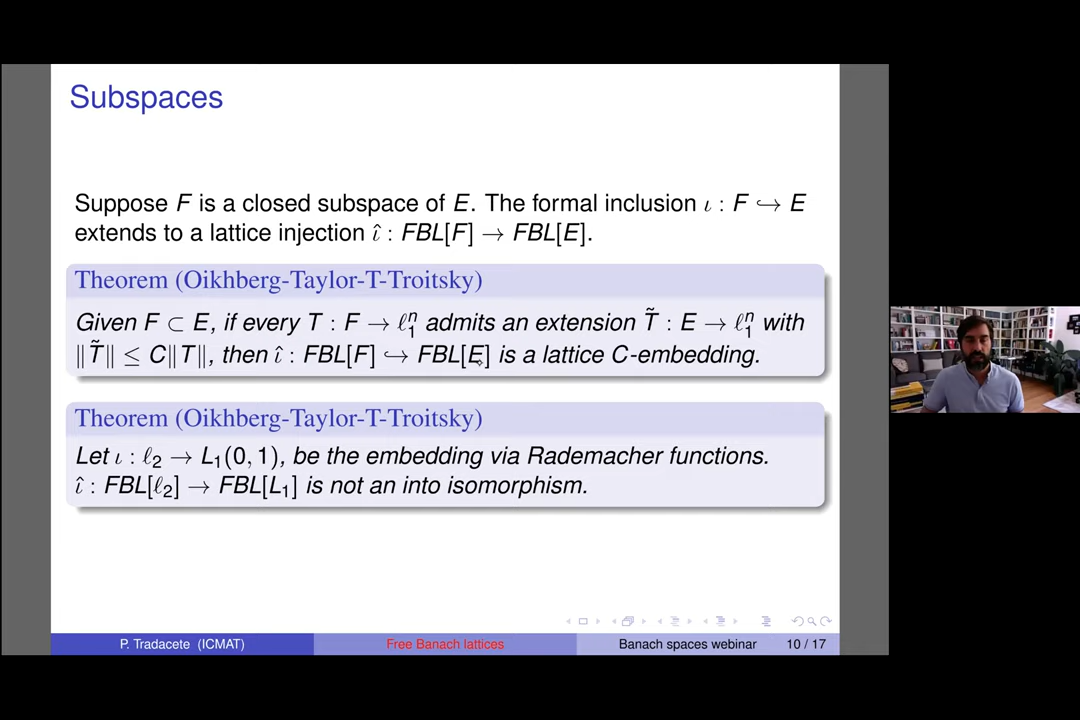 Subspaces
Suppose F is a closed subspace of E. The formal inclusion ι : F ↪ E
extends to a lattice injection ι̂ : FBL[F] → FBL[E].
Theorem (Oikhberg-Taylor-T-Troitsky)
Given F ⊂ E, if every T : F → ℓ₁ⁿ admits an extension T̃ : E → ℓ₁ⁿ with
‖T̃‖ ≤ C‖T‖, then ι̂ : FBL[F] ↪ FBL[E] is a lattice C-embedding.
Theorem (Oikhberg-Taylor-T-Troitsky)
Let ι : ℓ₂ → L₁(0, 1), be the embedding via Rademacher functions.
ι̂ : FBL[ℓ₂] → FBL[L₁] is not an into isomorphism.
P. Tradacete (ICMAT) Free Banach lattices Banach spaces webinar 10 / 17